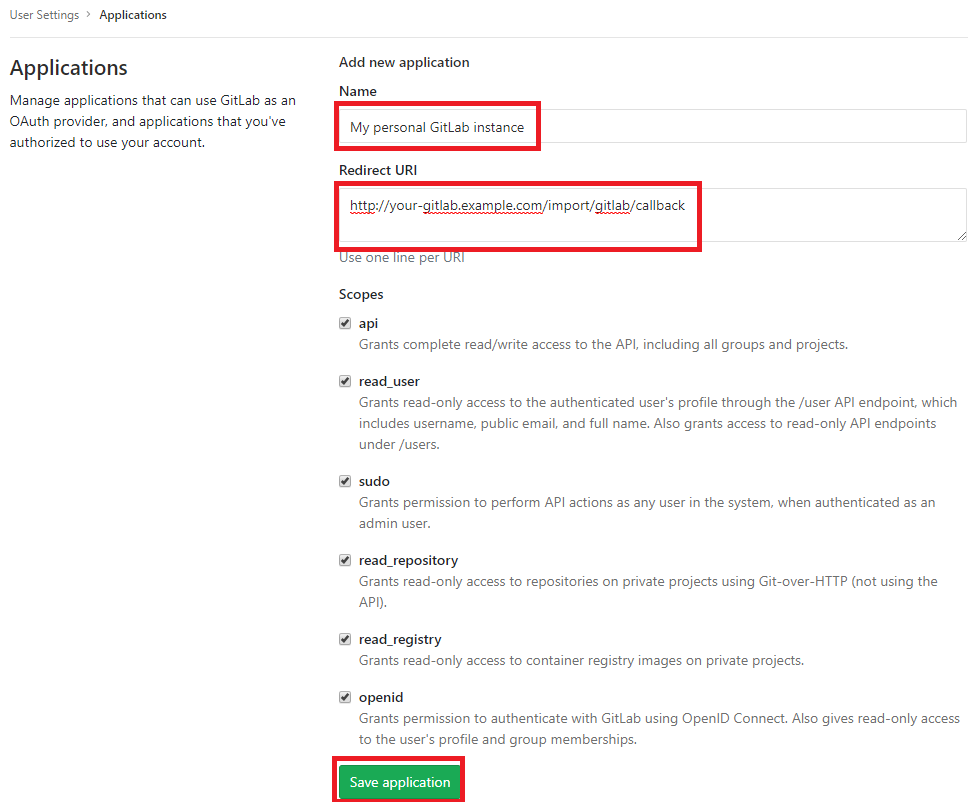 User Settings > Applications
Applications
Manage applications that can use GitLab as an
OAuth provider, and applications that you've
authorized to use your account.
Add new application
Name
My personal GitLab instance
Redirect URI
http://your-gitlab.example.com/import/gitlab/callback
Use one line per URI
Scopes
api
Grants complete read/write access to the API, including all groups and projects.
read_user
Grants read-only access to the authenticated user's profile through the /user API endpoint, which
includes username, public email, and full name. Also grants access to read-only API endpoints
under /users.
sudo
Grants permission to perform API actions as any user in the system, when authenticated as an
admin user.
read_repository
Grants read-only access to repositories on private projects using Git-over-HTTP (not using the
API).
read_registry
Grants read-only access to container registry images on private projects.
openid
Grants permission to authenticate with GitLab using OpenID Connect. Also gives read-only access
to the user's profile and group memberships.
Save application